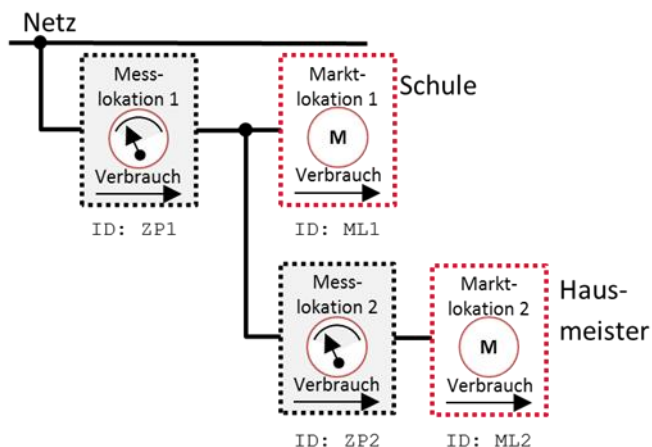 Netz
Mess-
lokation 1
Verbrauch
ID: ZP1
Markt-
lokation 1
M
Verbrauch
ID: ML1
Schule
Mess-
lokation 2
Verbrauch
ID: ZP2
Markt-
lokation 2
M
Verbrauch
ID: ML2
Haus-
meister